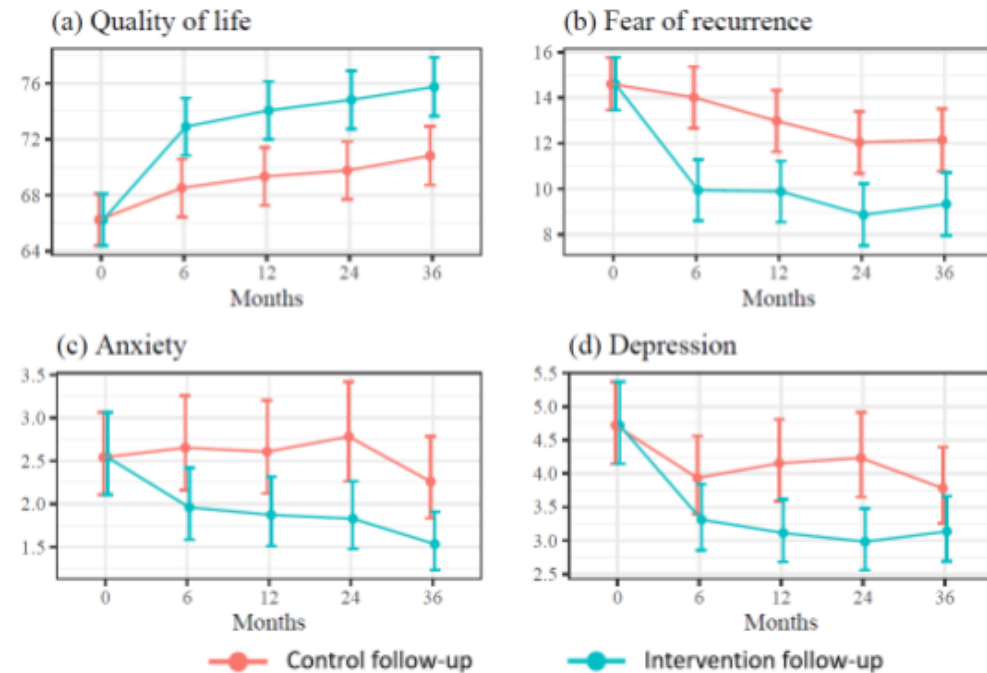 (a) Quality of life
76
72
68
64
0 6 12 24 36
Months
(b) Fear of recurrence
16
14
12
10
8
0 6 12 24 36
Months
(c) Anxiety
3.5
3.0
2.5
2.0
1.5
0 6 12 24 36
Months
(d) Depression
5.5
5.0
4.5
4.0
3.5
3.0
2.5
0 6 12 24 36
Months
Control follow-up
Intervention follow-up